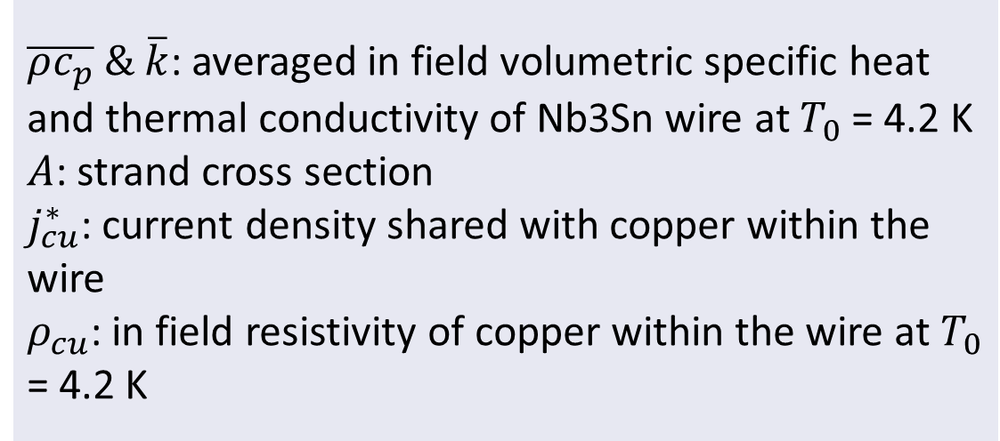 $\overline{\rho c_p}$ & $\bar{k}$: averaged in field volumetric specific heat
and thermal conductivity of Nb3Sn wire at $T_0$ = 4.2 K
$A$: strand cross section
$j^*_{cu}$: current density shared with copper within the
wire
$\rho_{cu}$: in field resistivity of copper within the wire at $T_0$
= 4.2 K